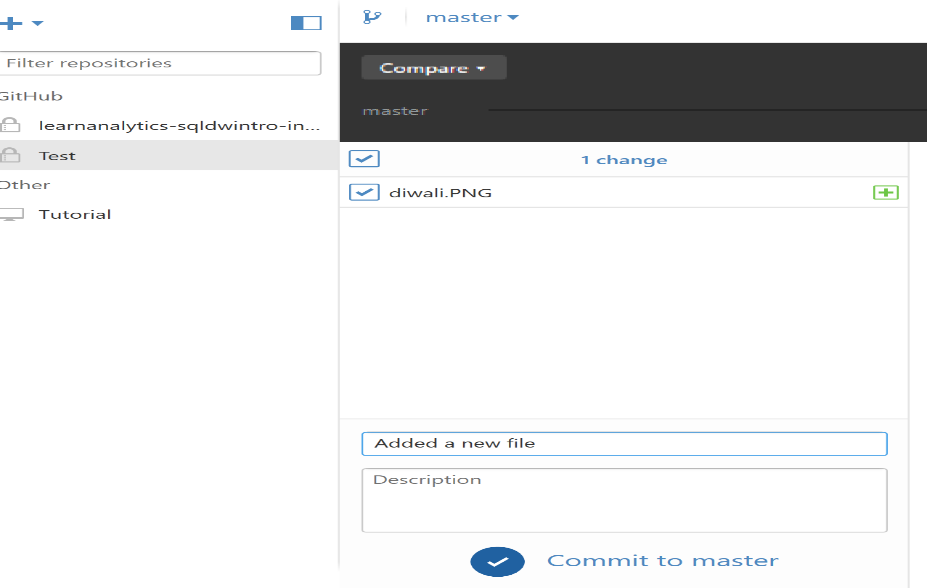 master
Filter repositories
Compare
GitHub
master
learnanalytics-sqldwintro-in...
Test
1 change
Other
diwali.PNG
Tutorial
Added a new file
Description
Commit to master